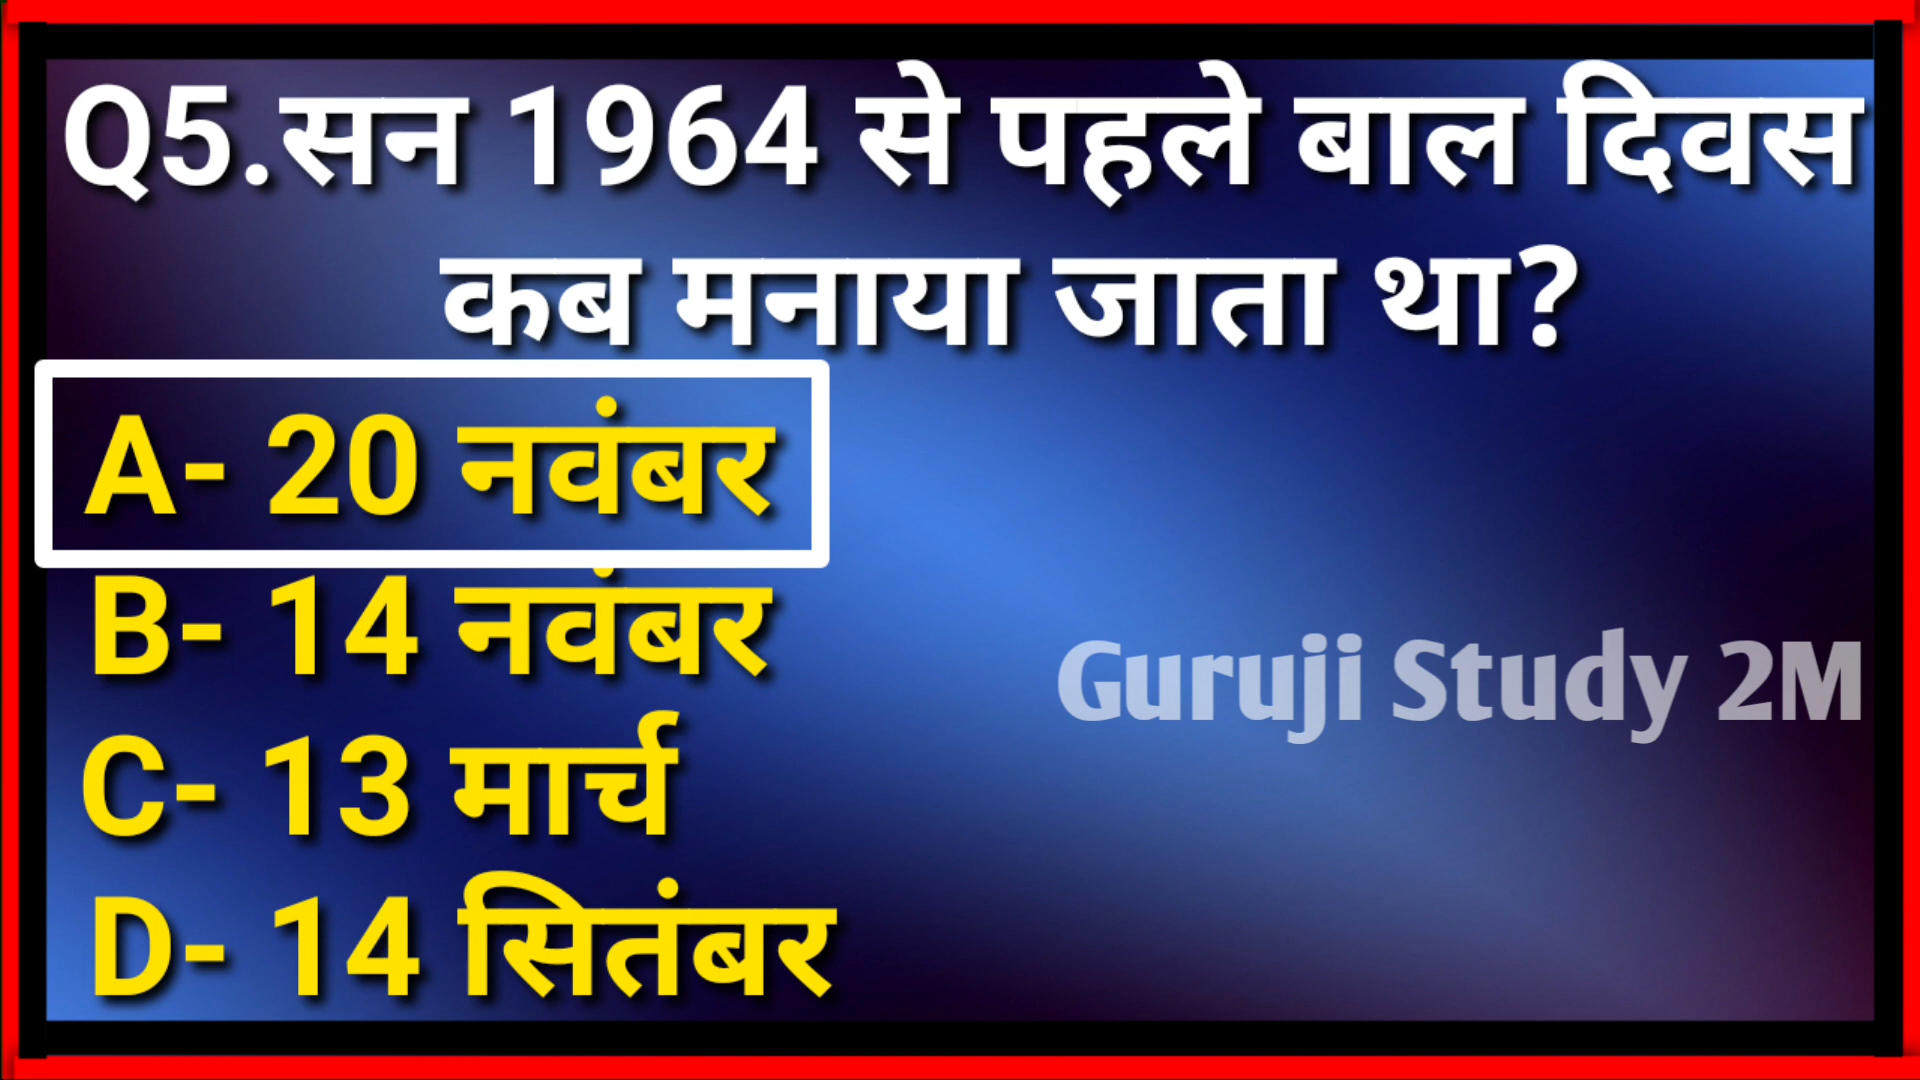 Q5.सन 1964 से पहले बाल दिवस
कब मनाया जाता था?
A- 20 नवंबर
B- 14 नवंबर
Guruji Study 2M
C- 13 मार्च
D- 14 सितंबर